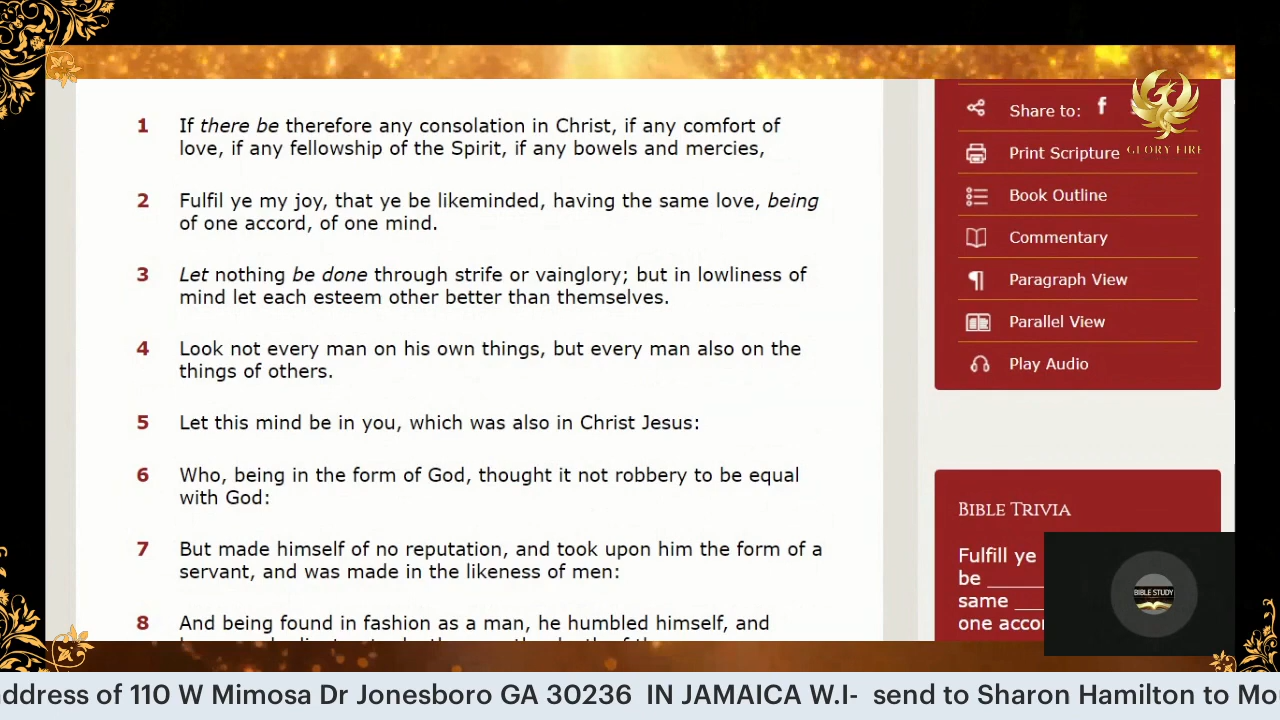 1 If there be therefore any consolation in Christ, if any comfort of
love, if any fellowship of the Spirit, if any bowels and mercies,
2 Fulfil ye my joy, that ye be likeminded, having the same love, being
of one accord, of one mind.
3 Let nothing be done through strife or vainglory; but in lowliness of
mind let each esteem other better than themselves.
4 Look not every man on his own things, but every man also on the
things of others.
5 Let this mind be in you, which was also in Christ Jesus:
6 Who, being in the form of God, thought it not robbery to be equal
with God:
7 But made himself of no reputation, and took upon him the form of a
servant, and was made in the likeness of men:
8 And being found in fashion as a man, he humbled himself, and
Share to:
GLORY FIRE
Print Scripture
Book Outline
Commentary
Paragraph View
Parallel View
Play Audio
BIBLE TRIVIA
Fulfill ye
be
same
one accor
BIBLE STUDY
address of 110 W Mimosa Dr Jonesboro GA 30236 IN JAMAICA W.I- send to Sharon Hamilton to Mo